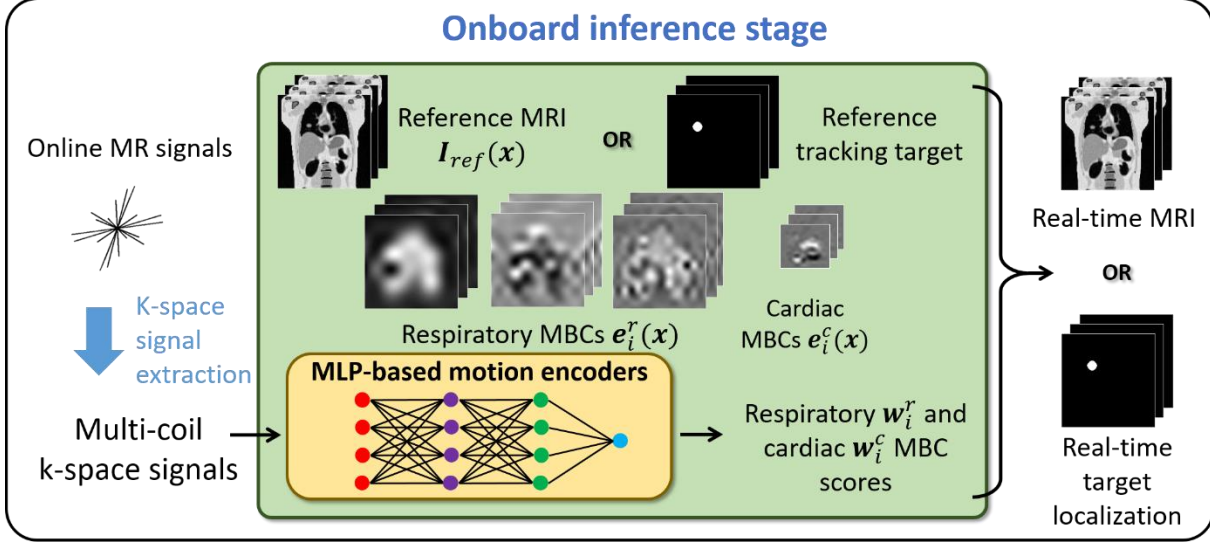 Onboard inference stage
Online MR signals
K-space
signal
extraction
Multi-coil
k-space signals
Reference MRI
I_ref(x)
OR
Reference
tracking target
Respiratory MBCs e_i^r(x)
Cardiac
MBCs e_i^c(x)
MLP-based motion encoders
Respiratory w_i^r and
cardiac w_i^c MBC
scores
Real-time MRI
OR
Real-time
target
localization